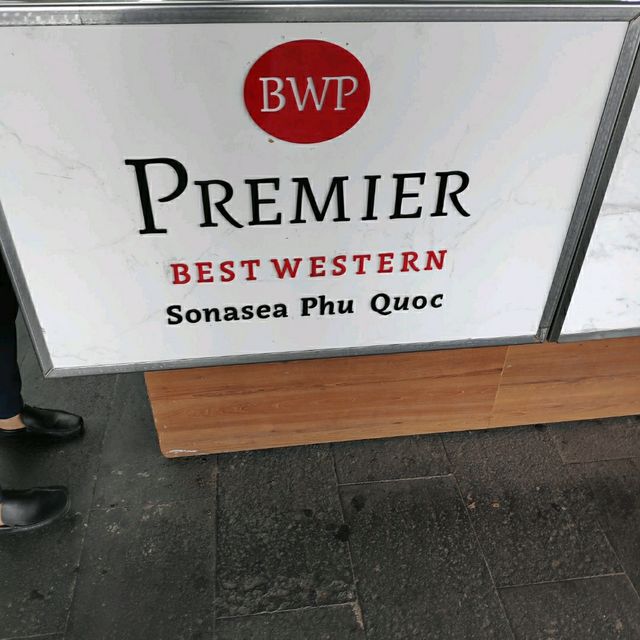 BWP
PREMIER
BEST WESTERN
Sonasea Phu Quoc